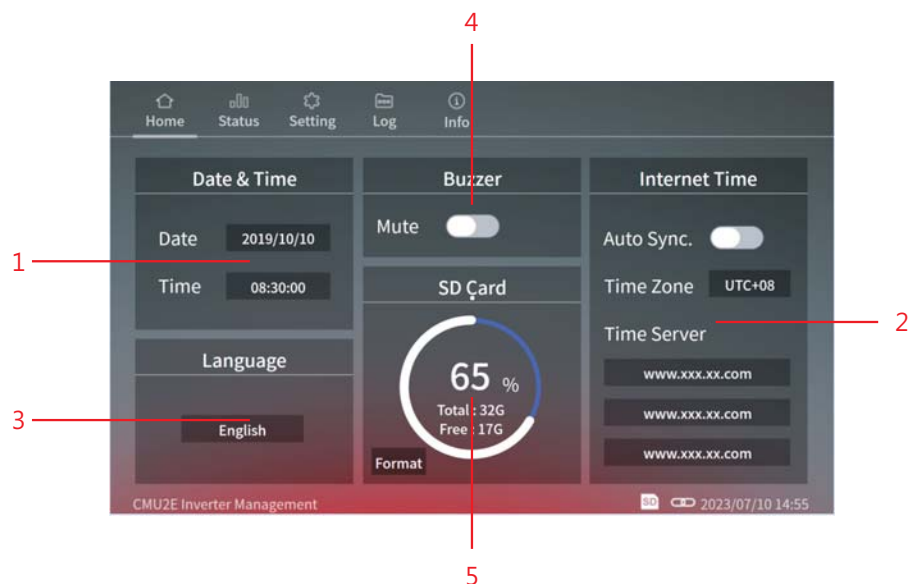 4
Home Status Setting Log Info
Date & Time
Date 2019/10/10
Time 08:30:00
1
Language
English
3
Buzzer
Mute
SD Card
65 %
Total : 32G
Free : 17G
Format
Internet Time
Auto Sync.
Time Zone UTC+08
Time Server
2
www.xxx.xx.com
www.xxx.xx.com
www.xxx.xx.com
CMU2E Inverter Management SD 2023/07/10 14:55
5